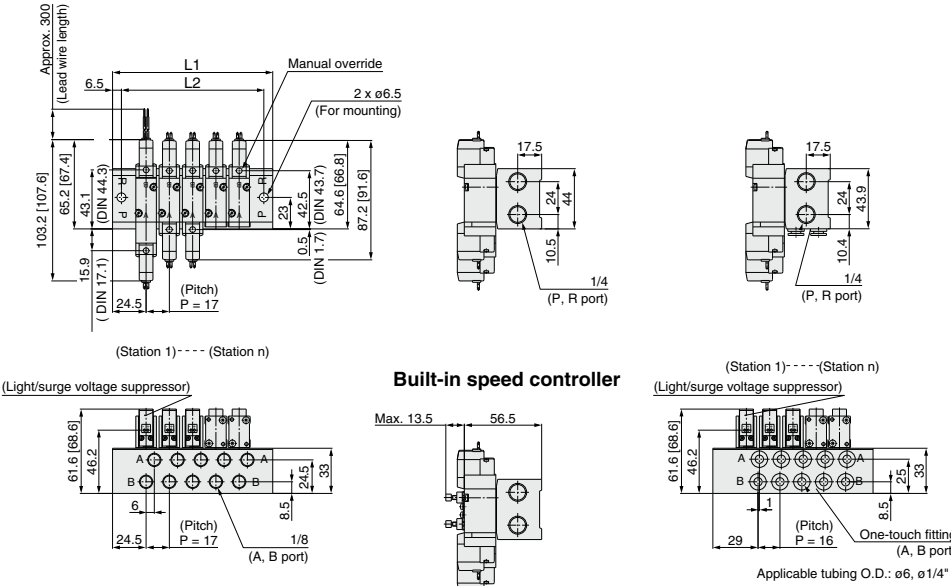 Approx. 300
(Lead wire length)
L1
L2
6.5
Manual override
2 x ø6.5
(For mounting)
103.2 [107.6]
65.2 [67.4]
43.1
(DIN 44.3)
R
P
A
R
P
23
42.5
(DIN 43.7)
64.6 [66.8]
87.2 [91.6]
0.5
(DIN 1.7)
15.9
( DIN 17.1)
24.5
(Pitch)
P = 17
(Station 1)- - - - (Station n)
17.5
24
44
10.5
1/4
(P, R port)
17.5
24
43.9
10.4
1/4
(P, R port)
(Light/surge voltage suppressor)
61.6 [68.6]
46.2
A
A
B
B
24.5
33
8.5
6
24.5
(Pitch)
P = 17
1/8
(A, B port)
Built-in speed controller
Max. 13.5
56.5
(Station 1)- - - - -(Station n)
(Light/surge voltage suppressor)
61.6 [68.6]
46.2
A
A
B
B
25
33
8.5
1
29
(Pitch)
P = 16
One-touch fittin
(A, B port
Applicable tubing O.D.: ø6, ø1/4"